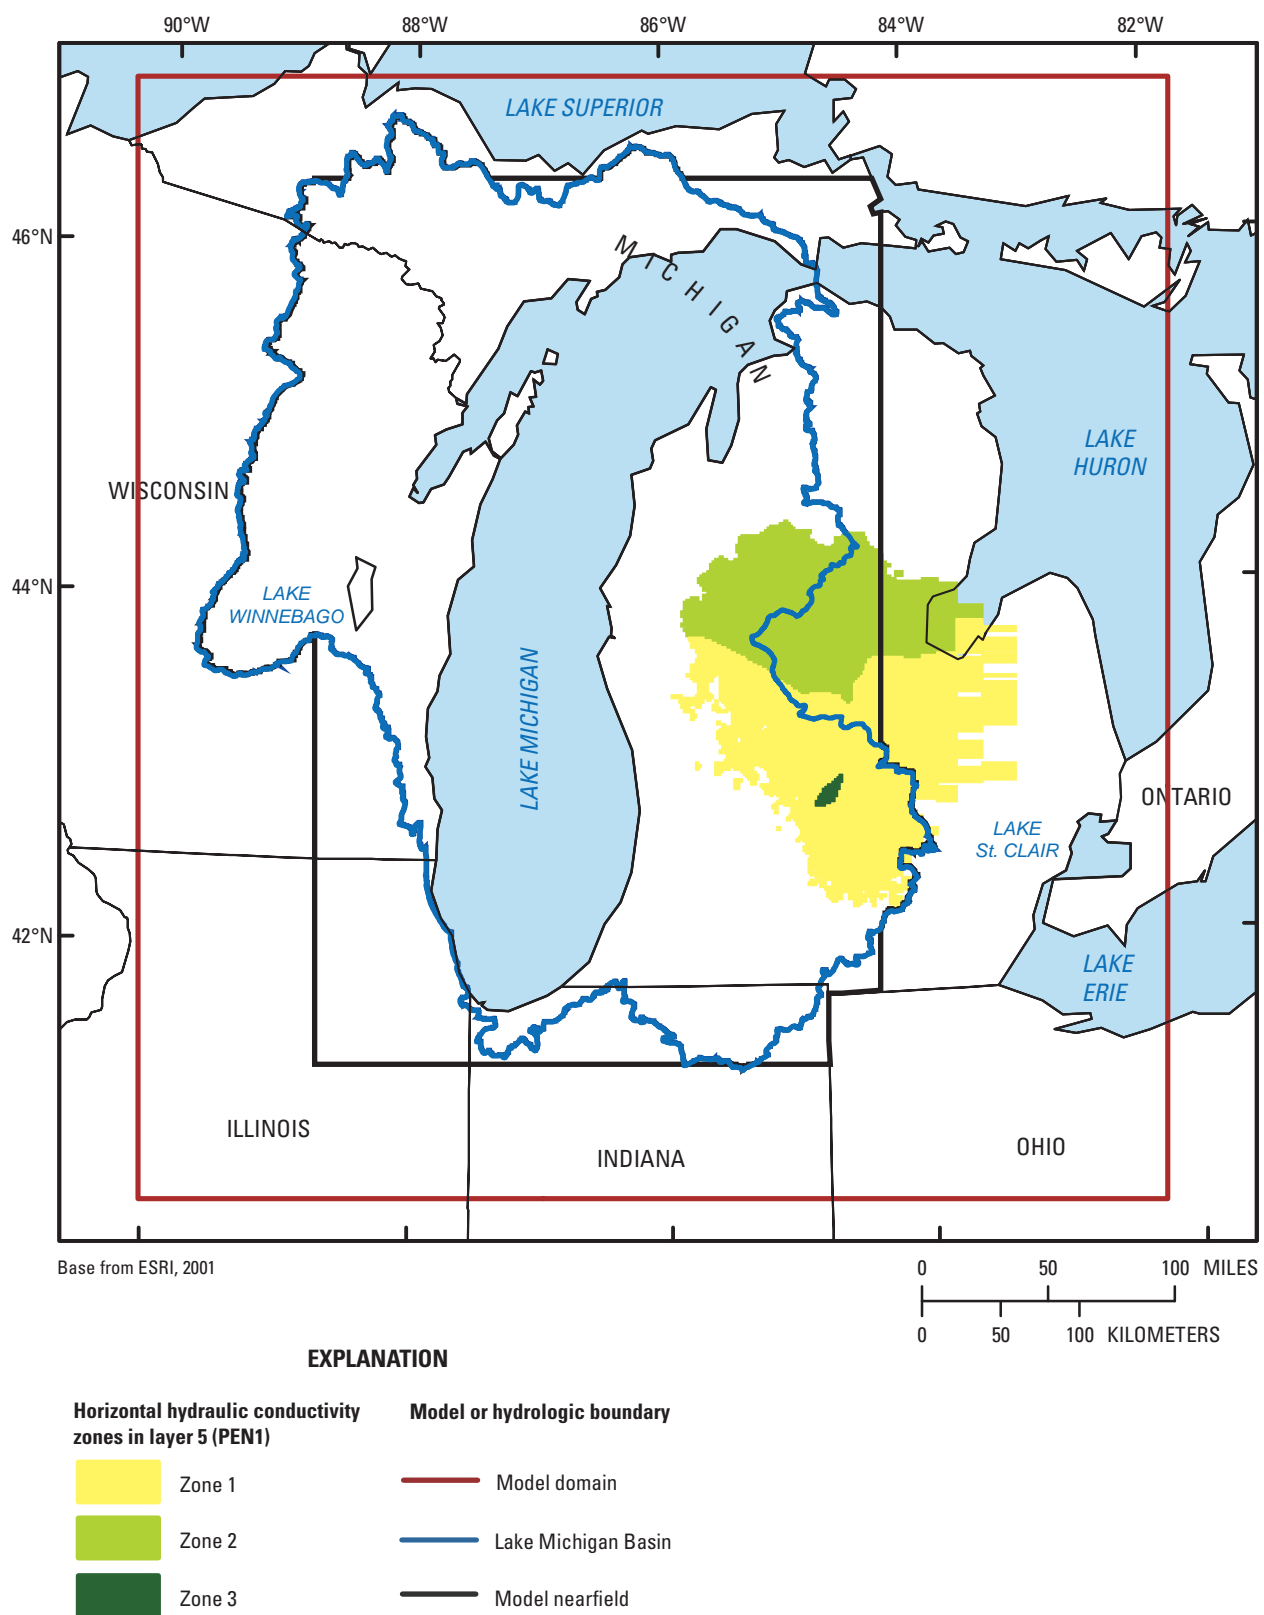 90°W 88°W 86°W 84°W 82°W
LAKE SUPERIOR
46°N
MICHIGAN
LAKE
HURON
WISCONSIN
44°N
LAKE
WINNEBAGO
LAKE MICHIGAN
ONTARIO
LAKE
St. CLAIR
42°N
LAKE
ERIE
ILLINOIS
INDIANA
OHIO
Base from ESRI, 2001
0 50 100 MILES
0 50 100 KILOMETERS
EXPLANATION
Horizontal hydraulic conductivity
zones in layer 5 (PEN1)
Zone 1
Zone 2
Zone 3
Model or hydrologic boundary
Model domain
Lake Michigan Basin
Model nearfield